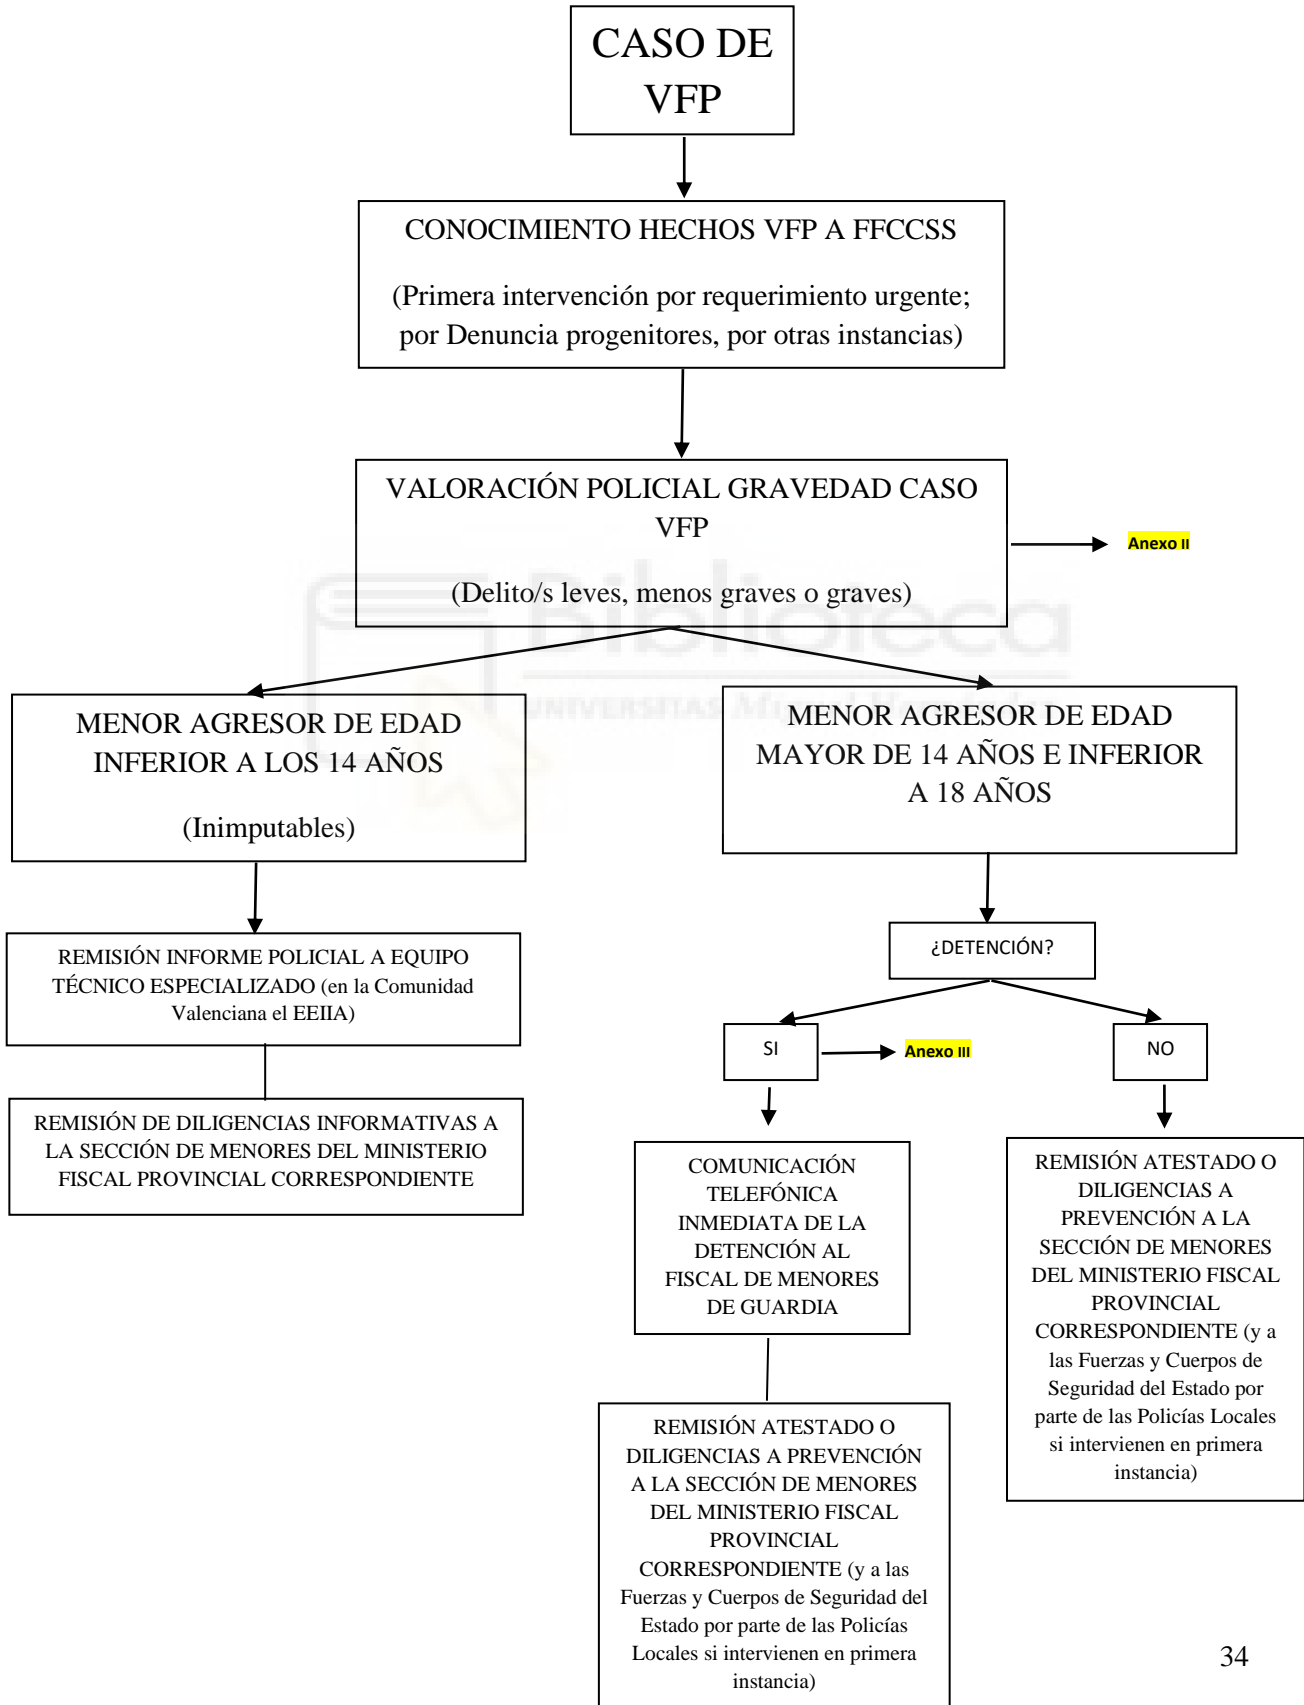 CASO DE
VFP
CONOCIMIENTO HECHOS VFP A FFCCSS
(Primera intervención por requerimiento urgente;
por Denuncia progenitores, por otras instancias)
VALORACIÓN POLICIAL GRAVEDAD CASO
VFP
(Delito/s leves, menos graves o graves)
Anexo II
Biblioteca
UNIVERSITAS Miguel Hernández
MENOR AGRESOR DE EDAD
INFERIOR A LOS 14 AÑOS
(Inimputables)
MENOR AGRESOR DE EDAD
MAYOR DE 14 AÑOS E INFERIOR
A 18 AÑOS
REMISIÓN INFORME POLICIAL A EQUIPO
TÉCNICO ESPECIALIZADO (en la Comunidad
Valenciana el EEIIA)
REMISIÓN DE DILIGENCIAS INFORMATIVAS A
LA SECCIÓN DE MENORES DEL MINISTERIO
FISCAL PROVINCIAL CORRESPONDIENTE
¿DETENCIÓN?
SI
Anexo III
NO
COMUNICACIÓN
TELEFÓNICA
INMEDIATA DE LA
DETENCIÓN AL
FISCAL DE MENORES
DE GUARDIA
REMISIÓN ATESTADO O
DILIGENCIAS A PREVENCIÓN
A LA SECCIÓN DE MENORES
DEL MINISTERIO FISCAL
PROVINCIAL
CORRESPONDIENTE (y a las
Fuerzas y Cuerpos de Seguridad del
Estado por parte de las Policías
Locales si intervienen en primera
instancia)
REMISIÓN ATESTADO O
DILIGENCIAS A
PREVENCIÓN A LA
SECCIÓN DE MENORES
DEL MINISTERIO FISCAL
PROVINCIAL
CORRESPONDIENTE (y a
las Fuerzas y Cuerpos de
Seguridad del Estado por
parte de las Policías Locales
si intervienen en primera
instancia)
34